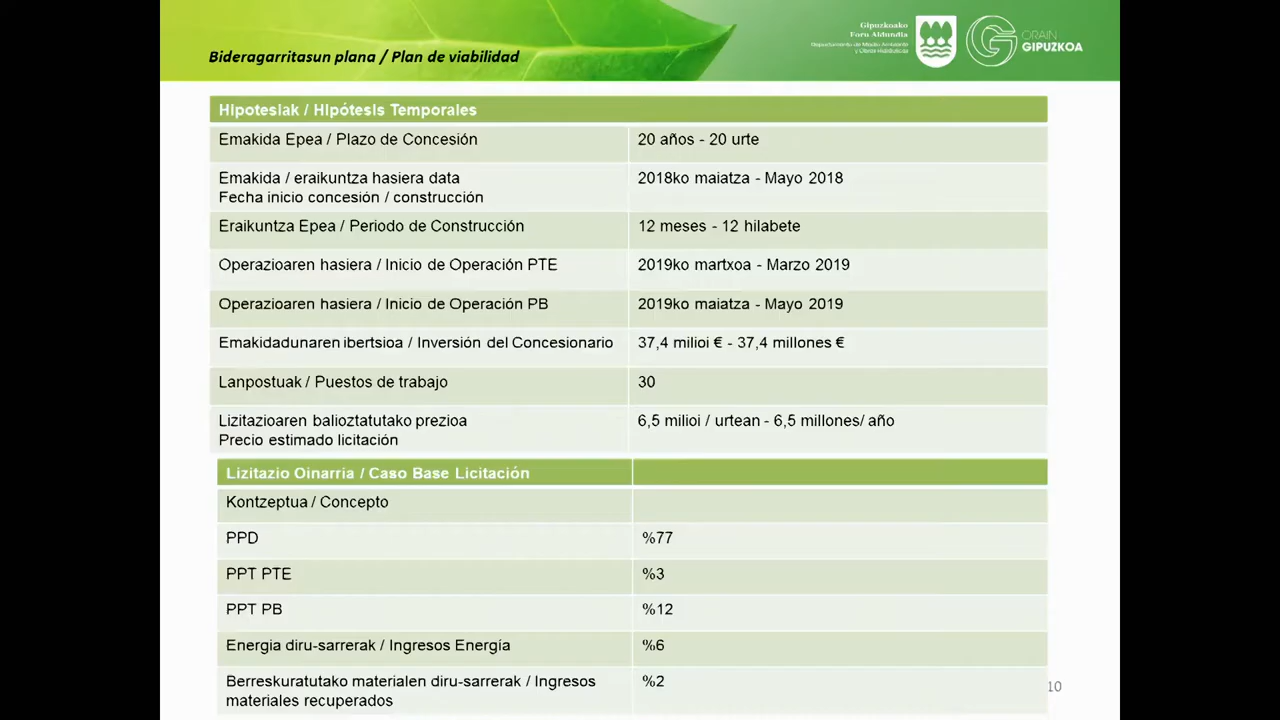 Bideragarritasun plana / Plan de viabilidad
Gipuzkoako
Foru Aldundia
Departamento de Medio Ambiente
y Obras Hidráulicas
ORAIN
GIPUZKOA
Hipotesiak / Hipótesis Temporales
Emakida Epea / Plazo de Concesión 20 años - 20 urte
Emakida / eraikuntza hasiera data 2018ko maiatza - Mayo 2018
Fecha inicio concesión / construcción
Eraikuntza Epea / Periodo de Construcción 12 meses - 12 hilabete
Operazioaren hasiera / Inicio de Operación PTE 2019ko martxoa - Marzo 2019
Operazioaren hasiera / Inicio de Operación PB 2019ko maiatza - Mayo 2019
Emakidadunaren ibertsioa / Inversión del Concesionario 37,4 milioi € - 37,4 millones €
Lanpostuak / Puestos de trabajo 30
Lizitazioaren balioztatutako prezioa 6,5 milioi / urtean - 6,5 millones/ año
Precio estimado licitación
Lizitazio Oinarria / Caso Base Licitación
Kontzeptua / Concepto
PPD %77
PPT PTE %3
PPT PB %12
Energia diru-sarrerak / Ingresos Energía %6
Berreskuratutako materialen diru-sarrerak / Ingresos %2
materiales recuperados
10